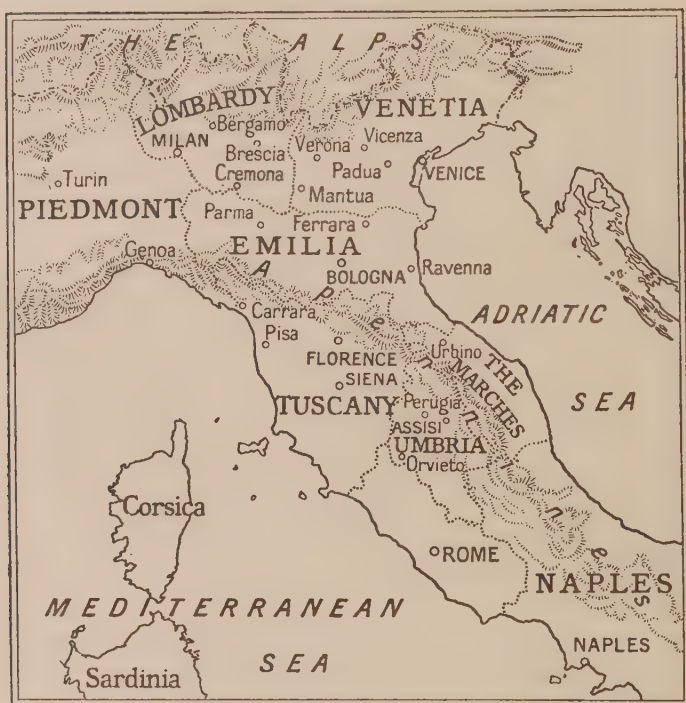 THE ALPS
LOMBARDY
VENETIA
Bergamo
MILAN
Brescia
Verona
Vicenza
Cremona
Padua
VENICE
Turin
Mantua
PIEDMONT
Parma
Ferrara
EMILIA
Genoa
BOLOGNA
Ravenna
Apennines
Carrara
ADRIATIC
SEA
Pisa
Urbino
THE
MARCHES
FLORENCE
SIENA
TUSCANY
Perugia
ASSISI
UMBRIA
Orvieto
Corsica
ROME
NAPLES
MEDITERRANEAN
SEA
NAPLES
Sardinia